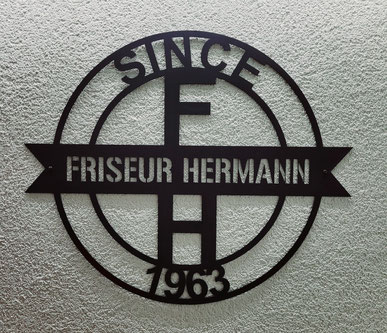 SINCE
F
FRISEUR HERMANN
H
1963